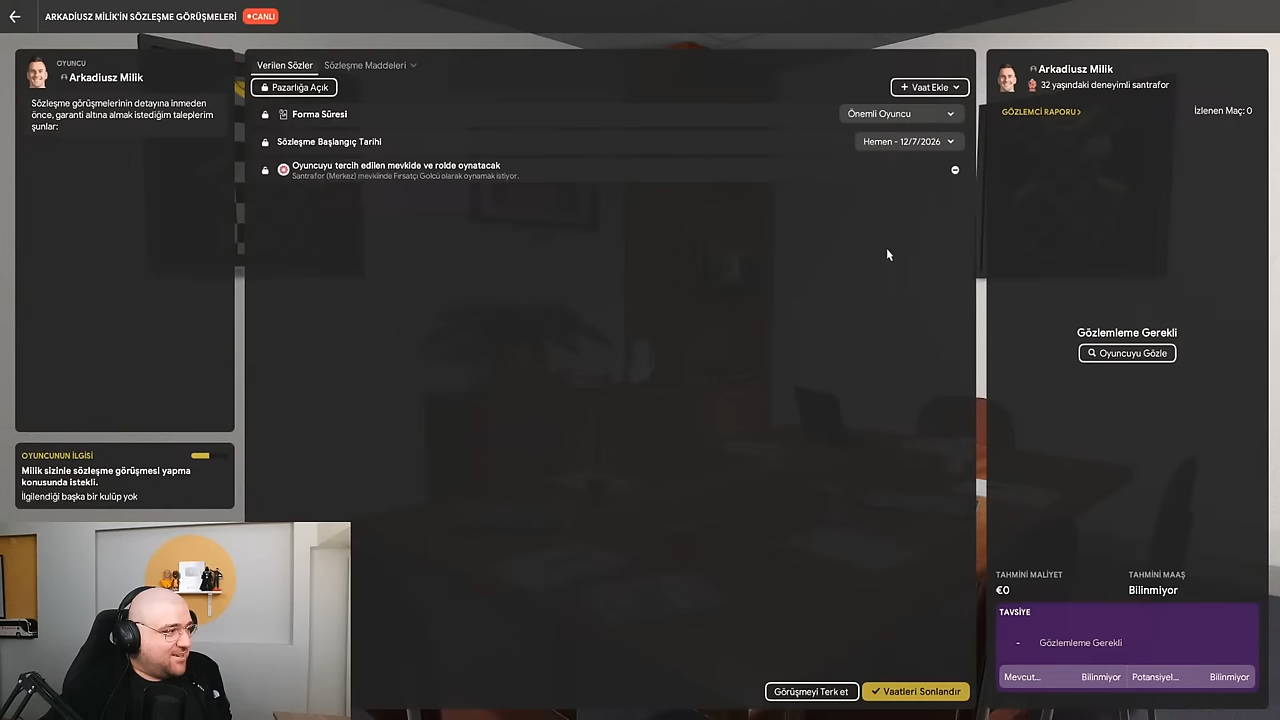 ARKADİUSZ MİLİK'İN SÖZLEŞME GÖRÜŞMELERİ
CANLI
OYUNCU
Arkadiusz Milik
Sözleşme görüşmelerinin detayına inmeden
önce, garanti altına almak istediğim taleplerim
şunlar:
OYUNCUNUN İLGİSİ
Milik sizinle sözleşme görüşmesi yapma
konusunda istekli.
İlgilendiği başka bir kulüp yok
Verilen Sözler
Sözleşme Maddeleri
Pazarlığa Açık
+ Vaat Ekle
Forma Süresi
Önemli Oyuncu
Sözleşme Başlangıç Tarihi
Hemen - 12/7/2026
Oyuncuyu tercih edilen mevkide ve rolde oynatacak
Santrafor (Merkez) mevkiinde Fırsatçı Golcü olarak oynamak istiyor.
Görüşmeyi Terk et
Vaatleri Sonlandır
Arkadiusz Milik
32 yaşındaki deneyimli santrafor
GÖZLEMCİ RAPORU>
İzlenen Maç: 0
Gözlemleme Gerekli
Oyuncuyu Gözle
TAHMİNİ MALİYET
TAHMİNİ MAAŞ
€0
Bilinmiyor
TAVSİYE
- Gözlemleme Gerekli
Mevcut... Bilinmiyor
Potansiyel... Bilinmiyor